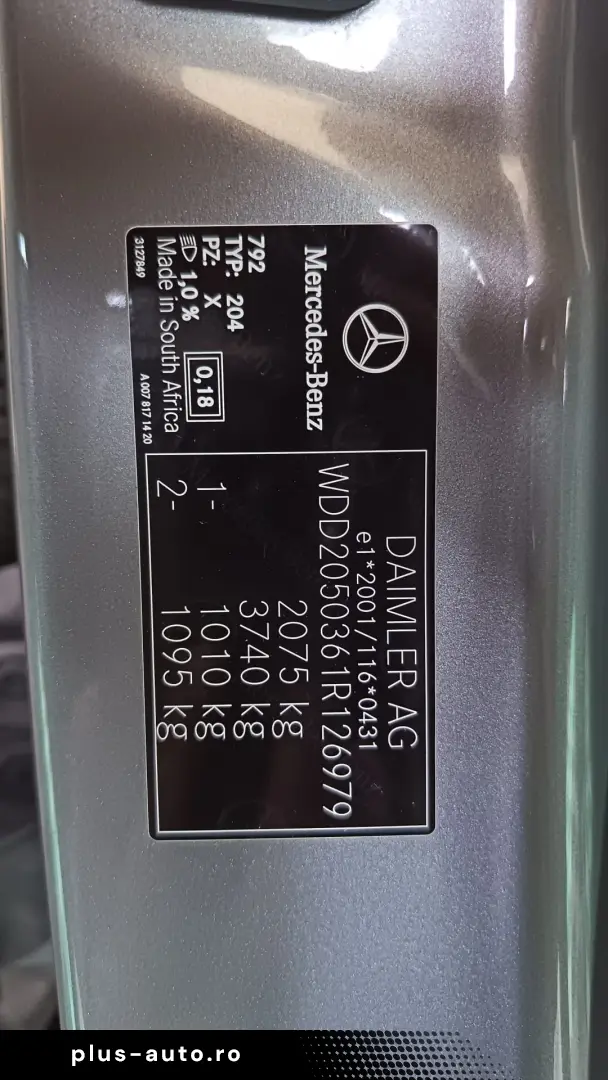 Mercedes-Benz
792
TYP: 204
PZ: X
1,0 %
0,18
Made in South Africa
3127849
A 007 817 14 20
DAIMLER AG
e1*2001/116*0431
WDD2050361R126979
2075 kg
3740 kg
1- 1010 kg
2- 1095 kg
plus-auto.ro